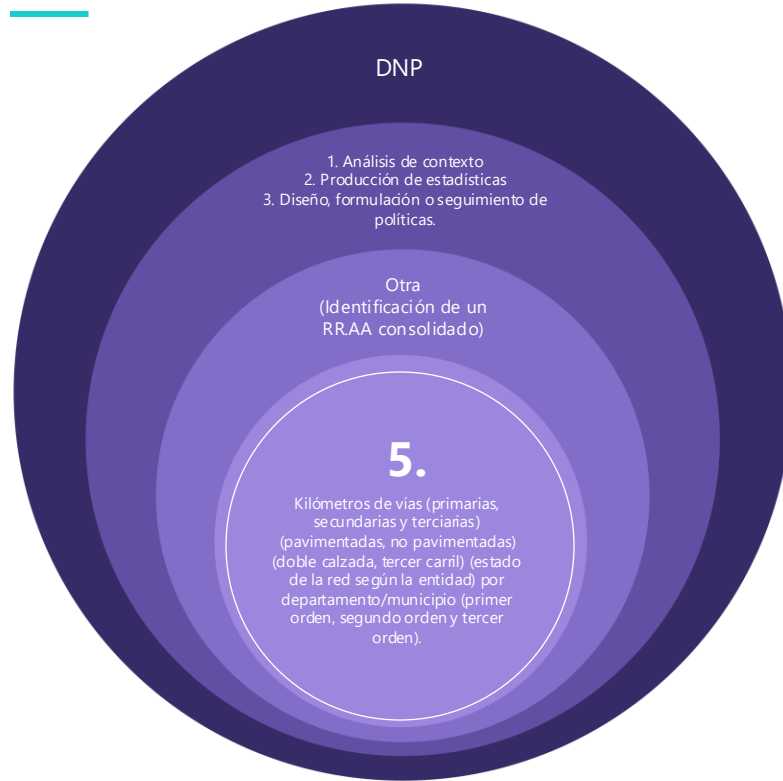 DNP
1. Análisis de contexto
2. Producción de estadísticas
3. Diseño, formulación o seguimiento de
políticas.
Otra
(Identificación de un
RR.AA consolidado)
5.
Kilómetros de vías (primarias,
secundarias y terciarias)
(pavimentadas, no pavimentadas)
(doble calzada, tercer carril) (estado
de la red según la entidad) por
departamento/municipio (primer
orden, segundo orden y tercer
orden).